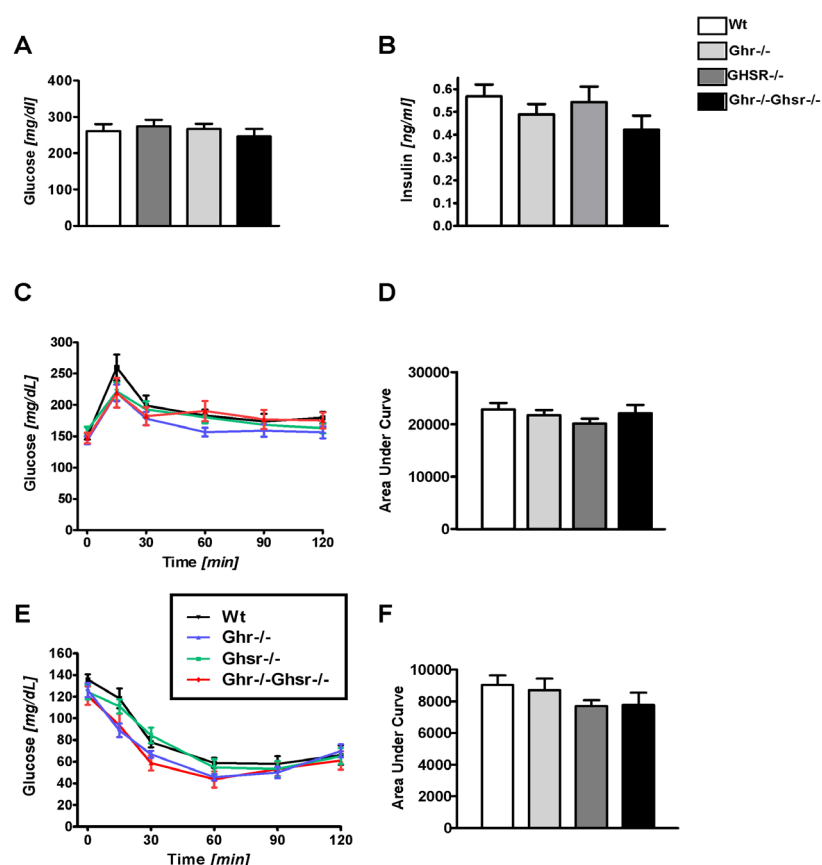 Wt
Ghr-/-
GHSR-/-
Ghr-/-Ghsr-/-
A
Glucose [mg/dl]
400
300
200
100
0
B
Insulin [ng/ml]
0.6
0.5
0.4
0.3
0.2
0.1
0.0
C
Glucose [mg/dL]
300
250
200
150
100
50
0
0 30 60 90 120
Time [min]
D
Area Under Curve
30000
20000
10000
0
E
Wt
Ghr-/-
Ghsr-/-
Ghr-/-Ghsr-/-
Glucose [mg/dL]
160
140
120
100
80
60
40
20
0
0 30 60 90 120
Time [min]
F
Area Under Curve
10000
8000
6000
4000
2000
0